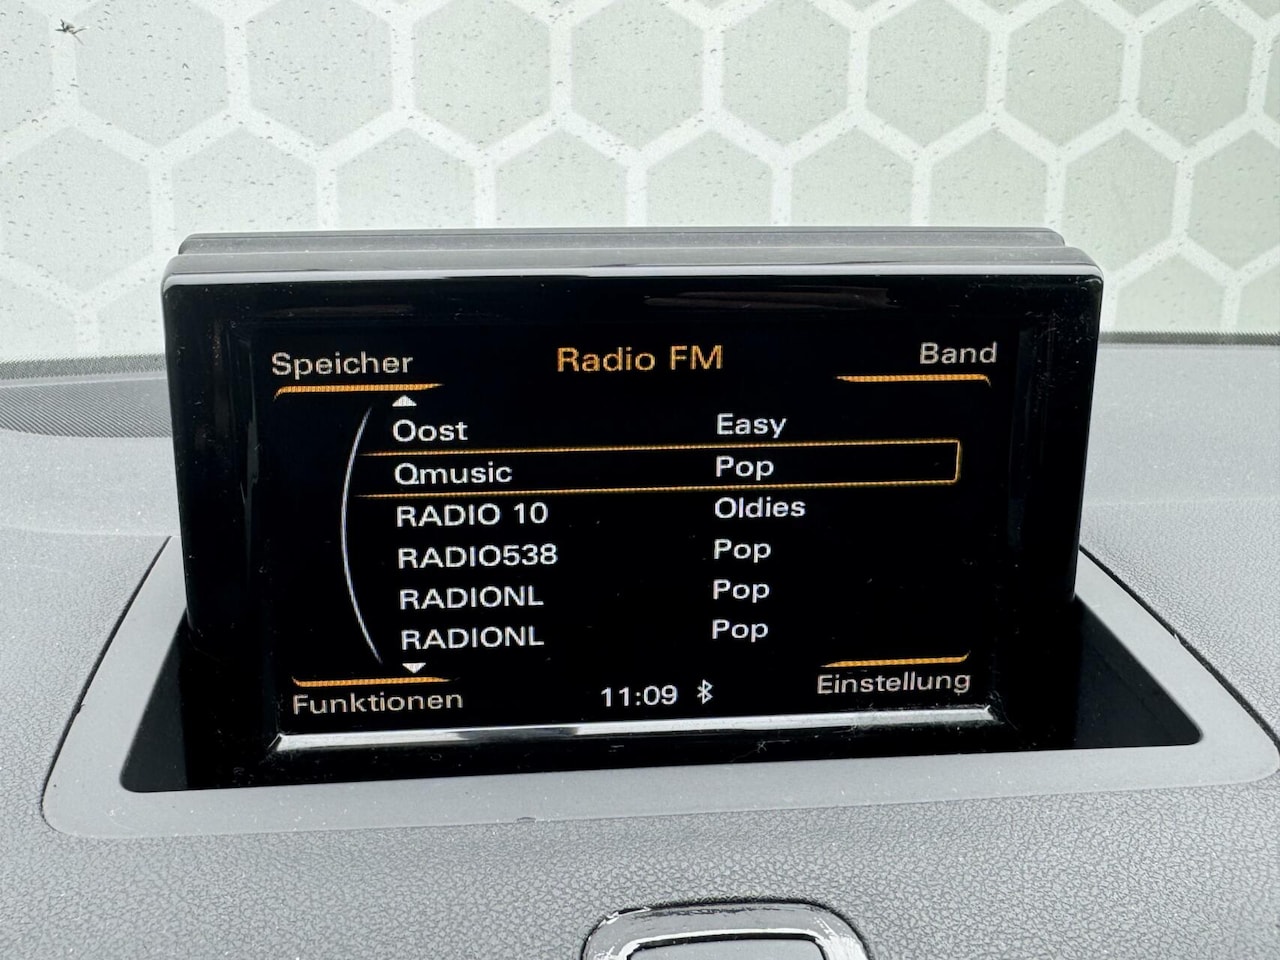 Speicher Radio FM Band
Oost Easy
Qmusic Pop
RADIO 10 Oldies
RADIO538 Pop
RADIONL Pop
RADIONL Pop
Funktionen 11:09 Einstellung